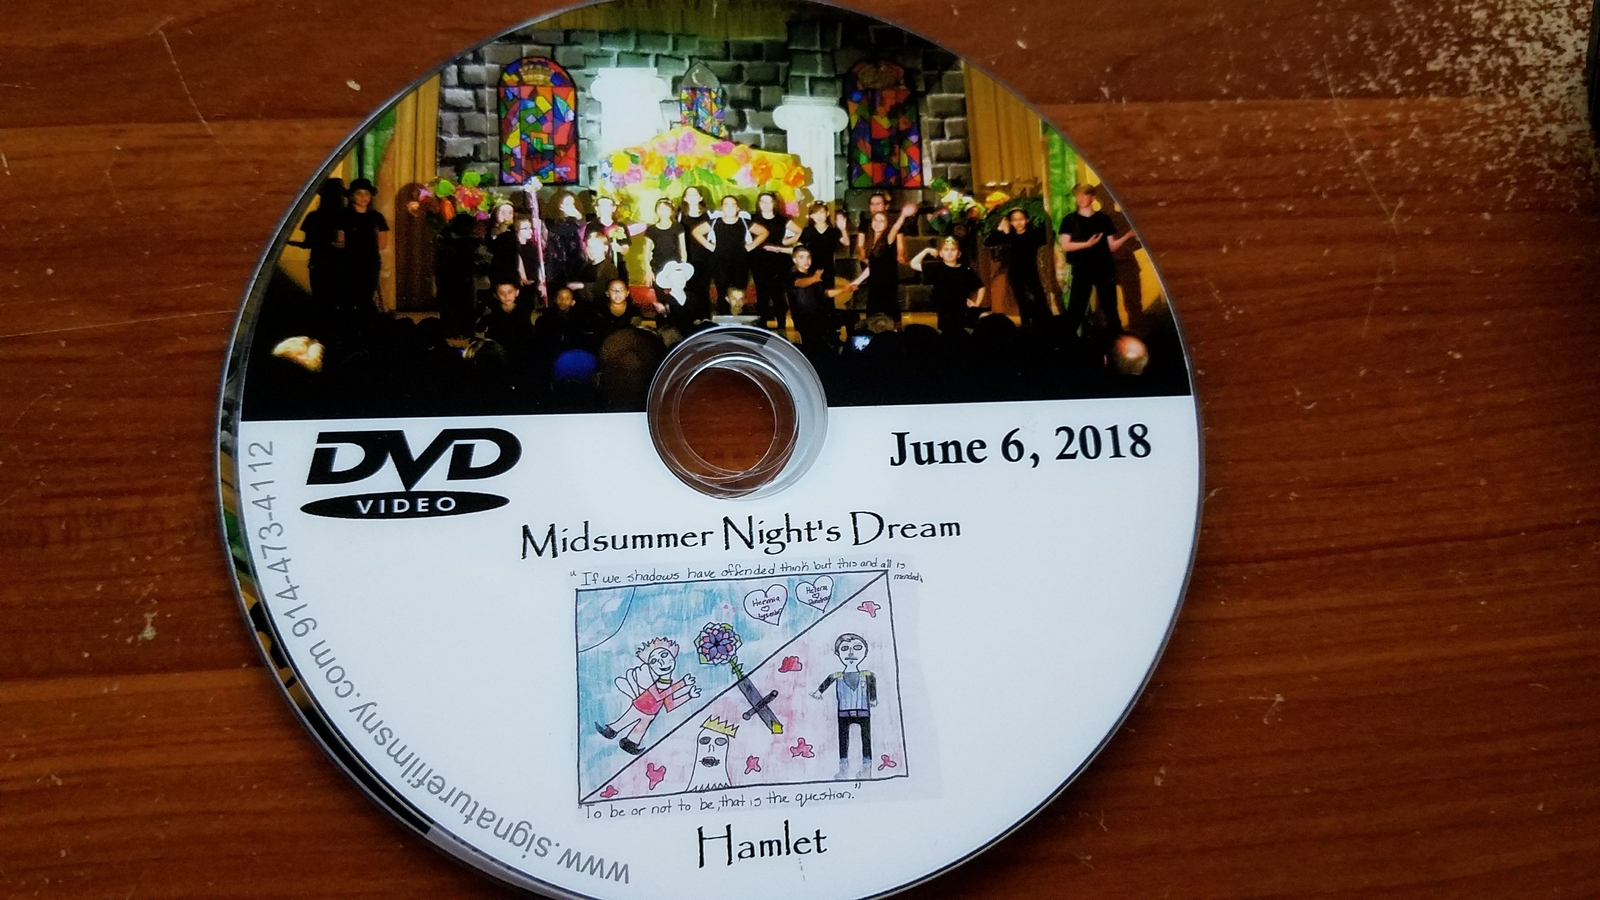 DVD
VIDEO
June 6, 2018
Midsummer Night's Dream
"If we shadows have offended think but this and all is
mended,
Hermia
Lysander
Helena
"To be or not to be, that is the question."
Hamlet
www.signaturefilmsny.com 914-473-4112